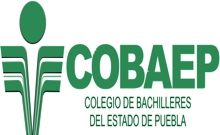 COBAEP
COLEGIO DE BACHILLERES
DEL ESTADO DE PUEBLA